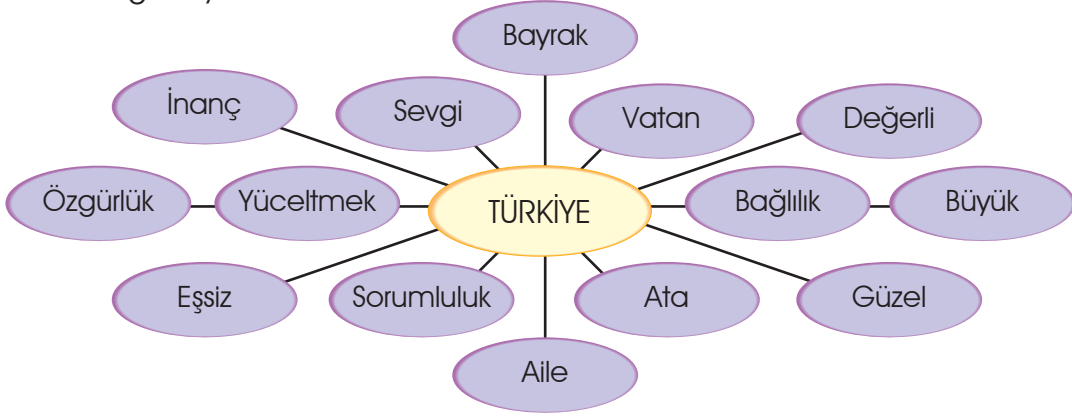 Bayrak
İnanç
Sevgi
Vatan
Değerli
Özgürlük
Yüceltmek
TÜRKİYE
Bağlılık
Büyük
Eşsiz
Sorumluluk
Ata
Güzel
Aile